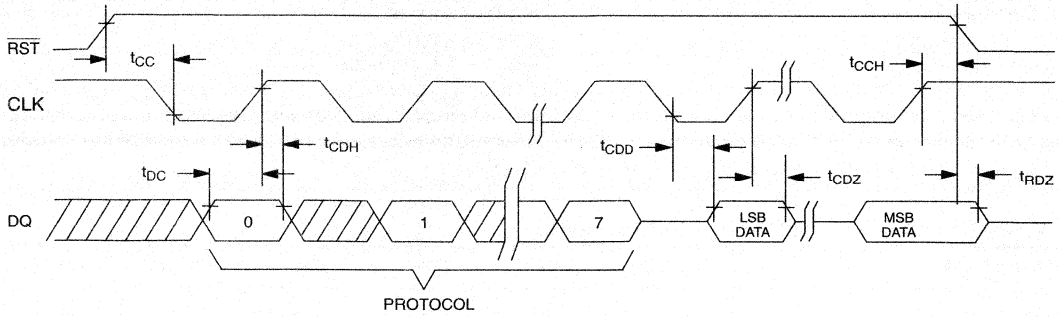 RST
tCC
tCCH
CLK
tCDH
tCDD
tDC
tCDZ
tRDZ
DQ
0
1
7
LSB
DATA
MSB
DATA
PROTOCOL